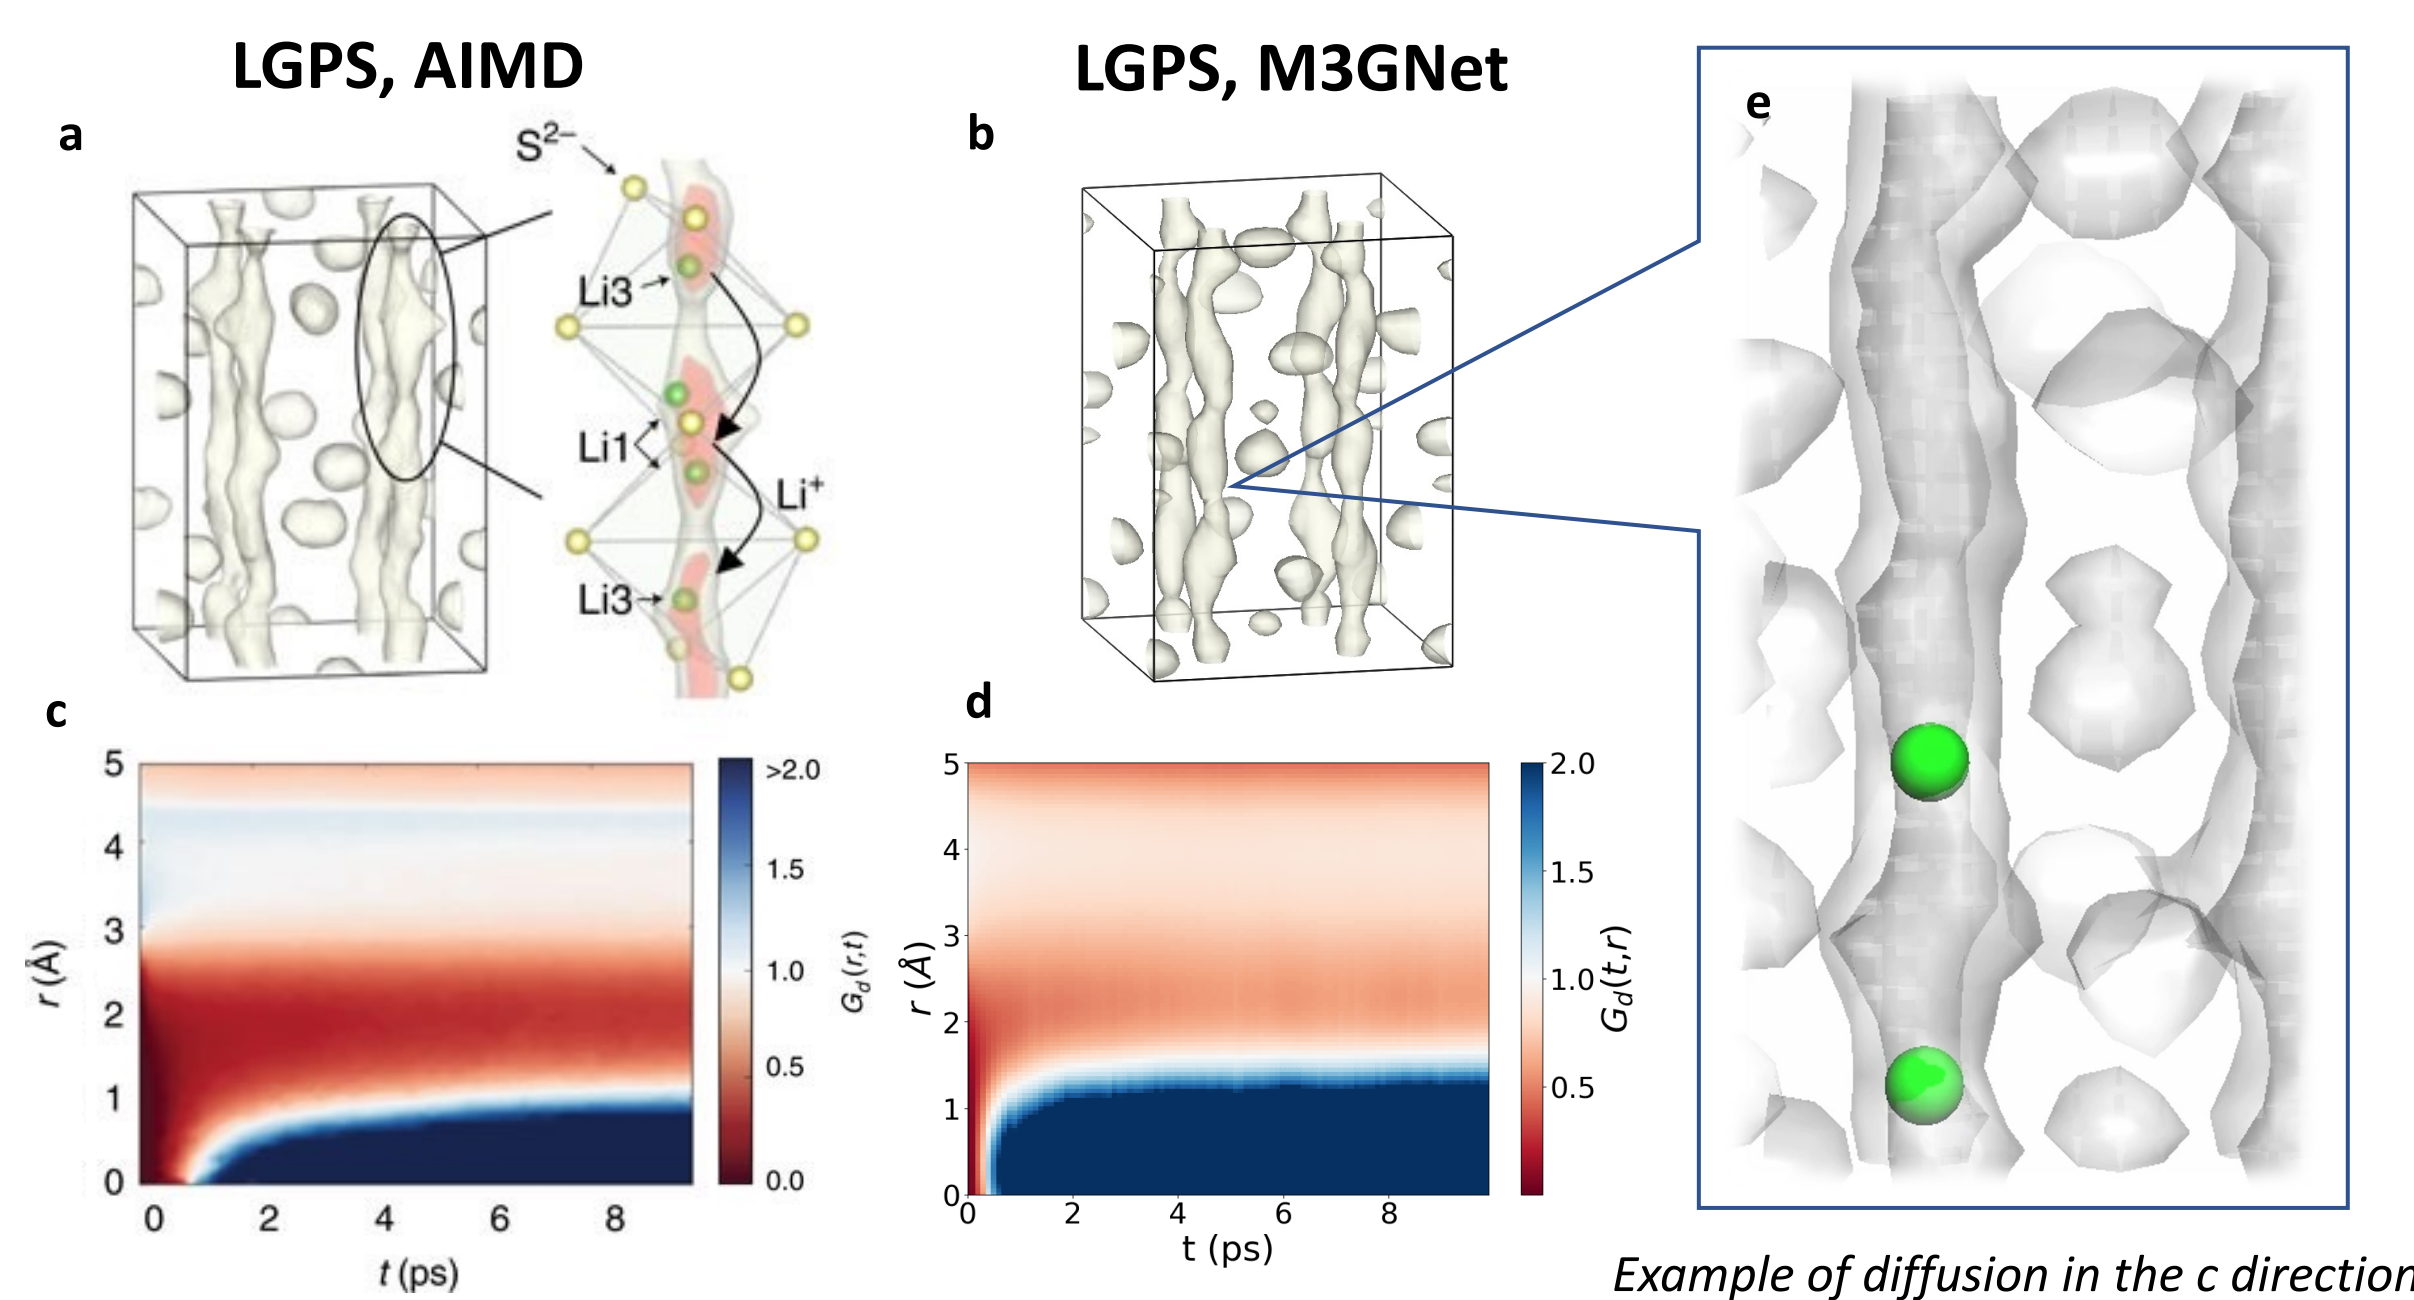 LGPS, AIMD
LGPS, M3GNet
a
S²⁻
Li3
Li1
Li⁺
Li3
b
e
c
5
4
3
2
1
0
r (Å)
0 2 4 6 8
t (ps)
>2.0
1.5
1.0
0.5
0.0
G_d(r,t)
d
5
4
3
2
1
0
r (Å)
0 2 4 6 8
t (ps)
2.0
1.5
1.0
0.5
G_d(t,r)
Example of diffusion in the c direction